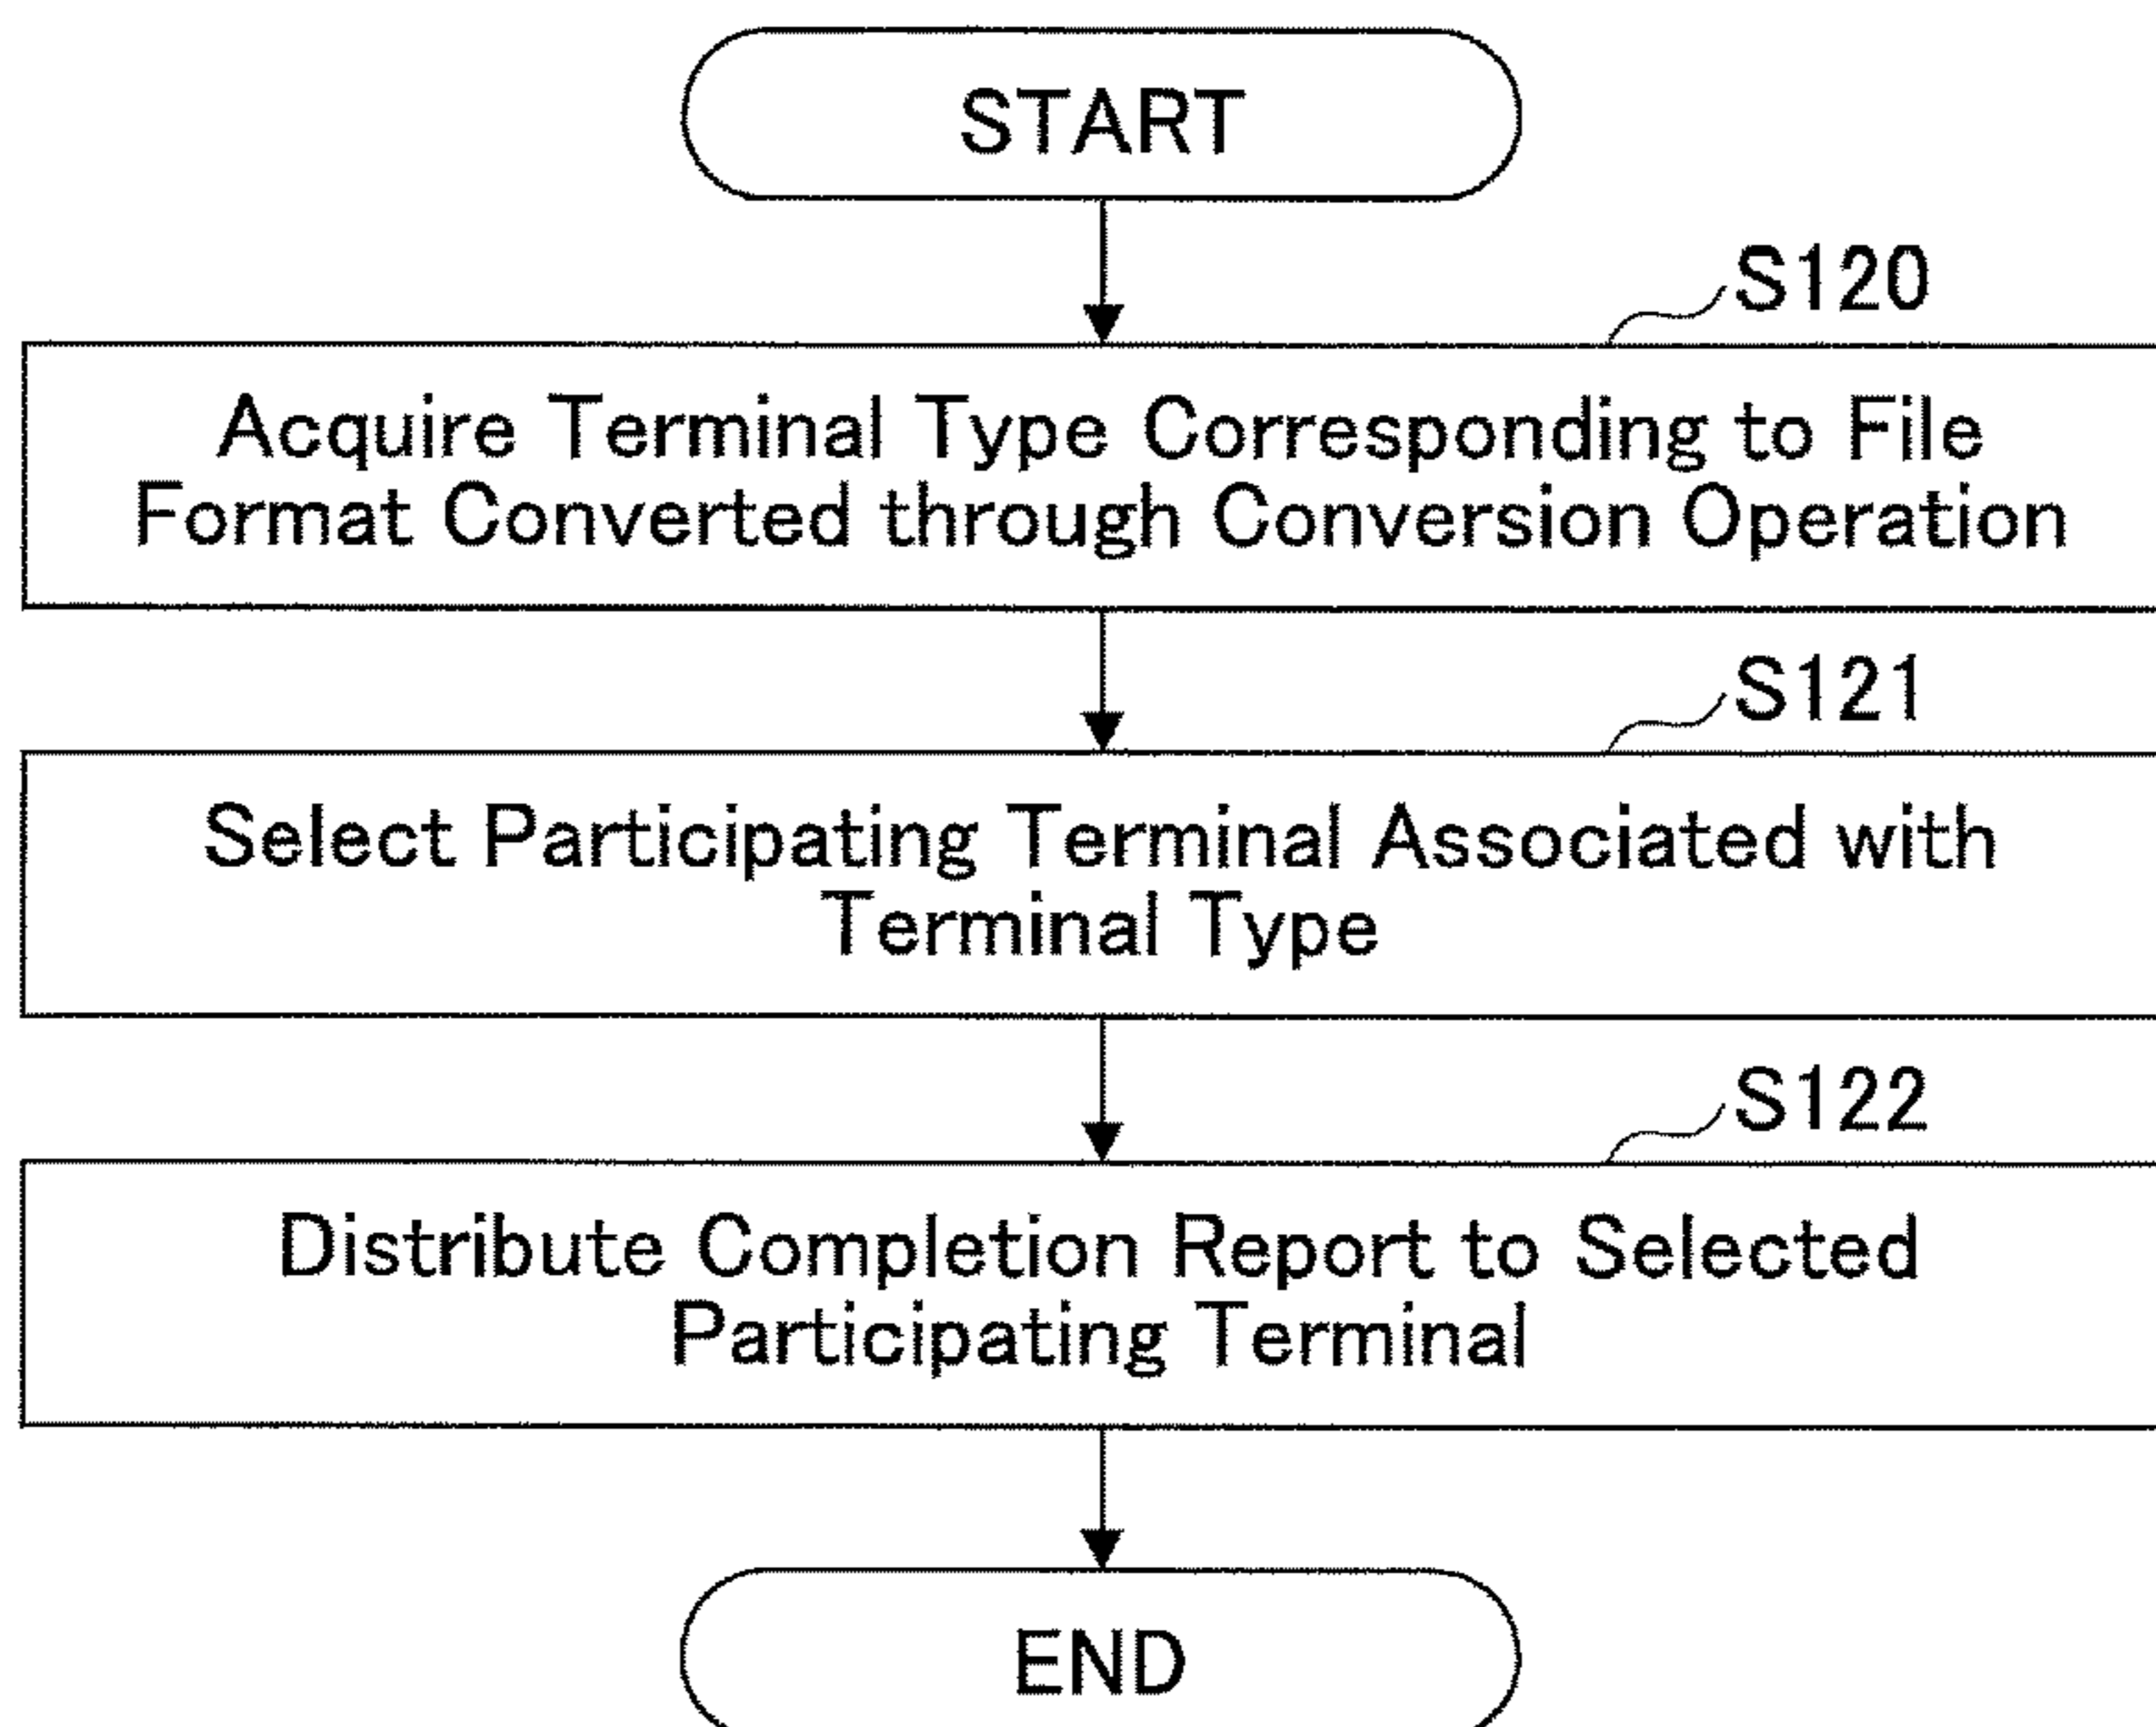 START
S120
Acquire Terminal Type Corresponding to File
Format Converted through Conversion Operation
S121
Select Participating Terminal Associated with
Terminal Type
S122
Distribute Completion Report to Selected
Participating Terminal
END